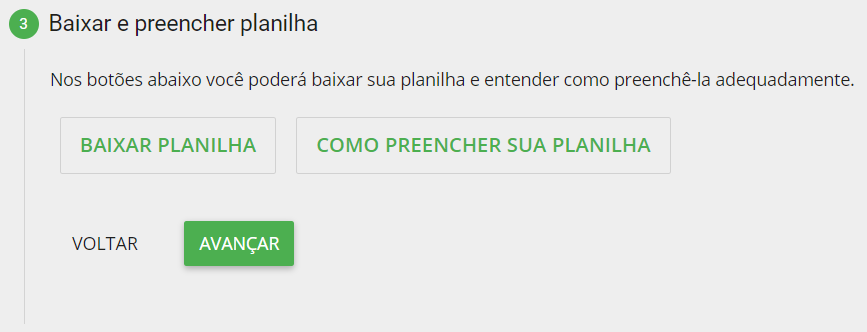 3 Baixar e preencher planilha
Nos botões abaixo você poderá baixar sua planilha e entender como preenchê-la adequadamente.
BAIXAR PLANILHA COMO PREENCHER SUA PLANILHA
VOLTAR AVANÇAR